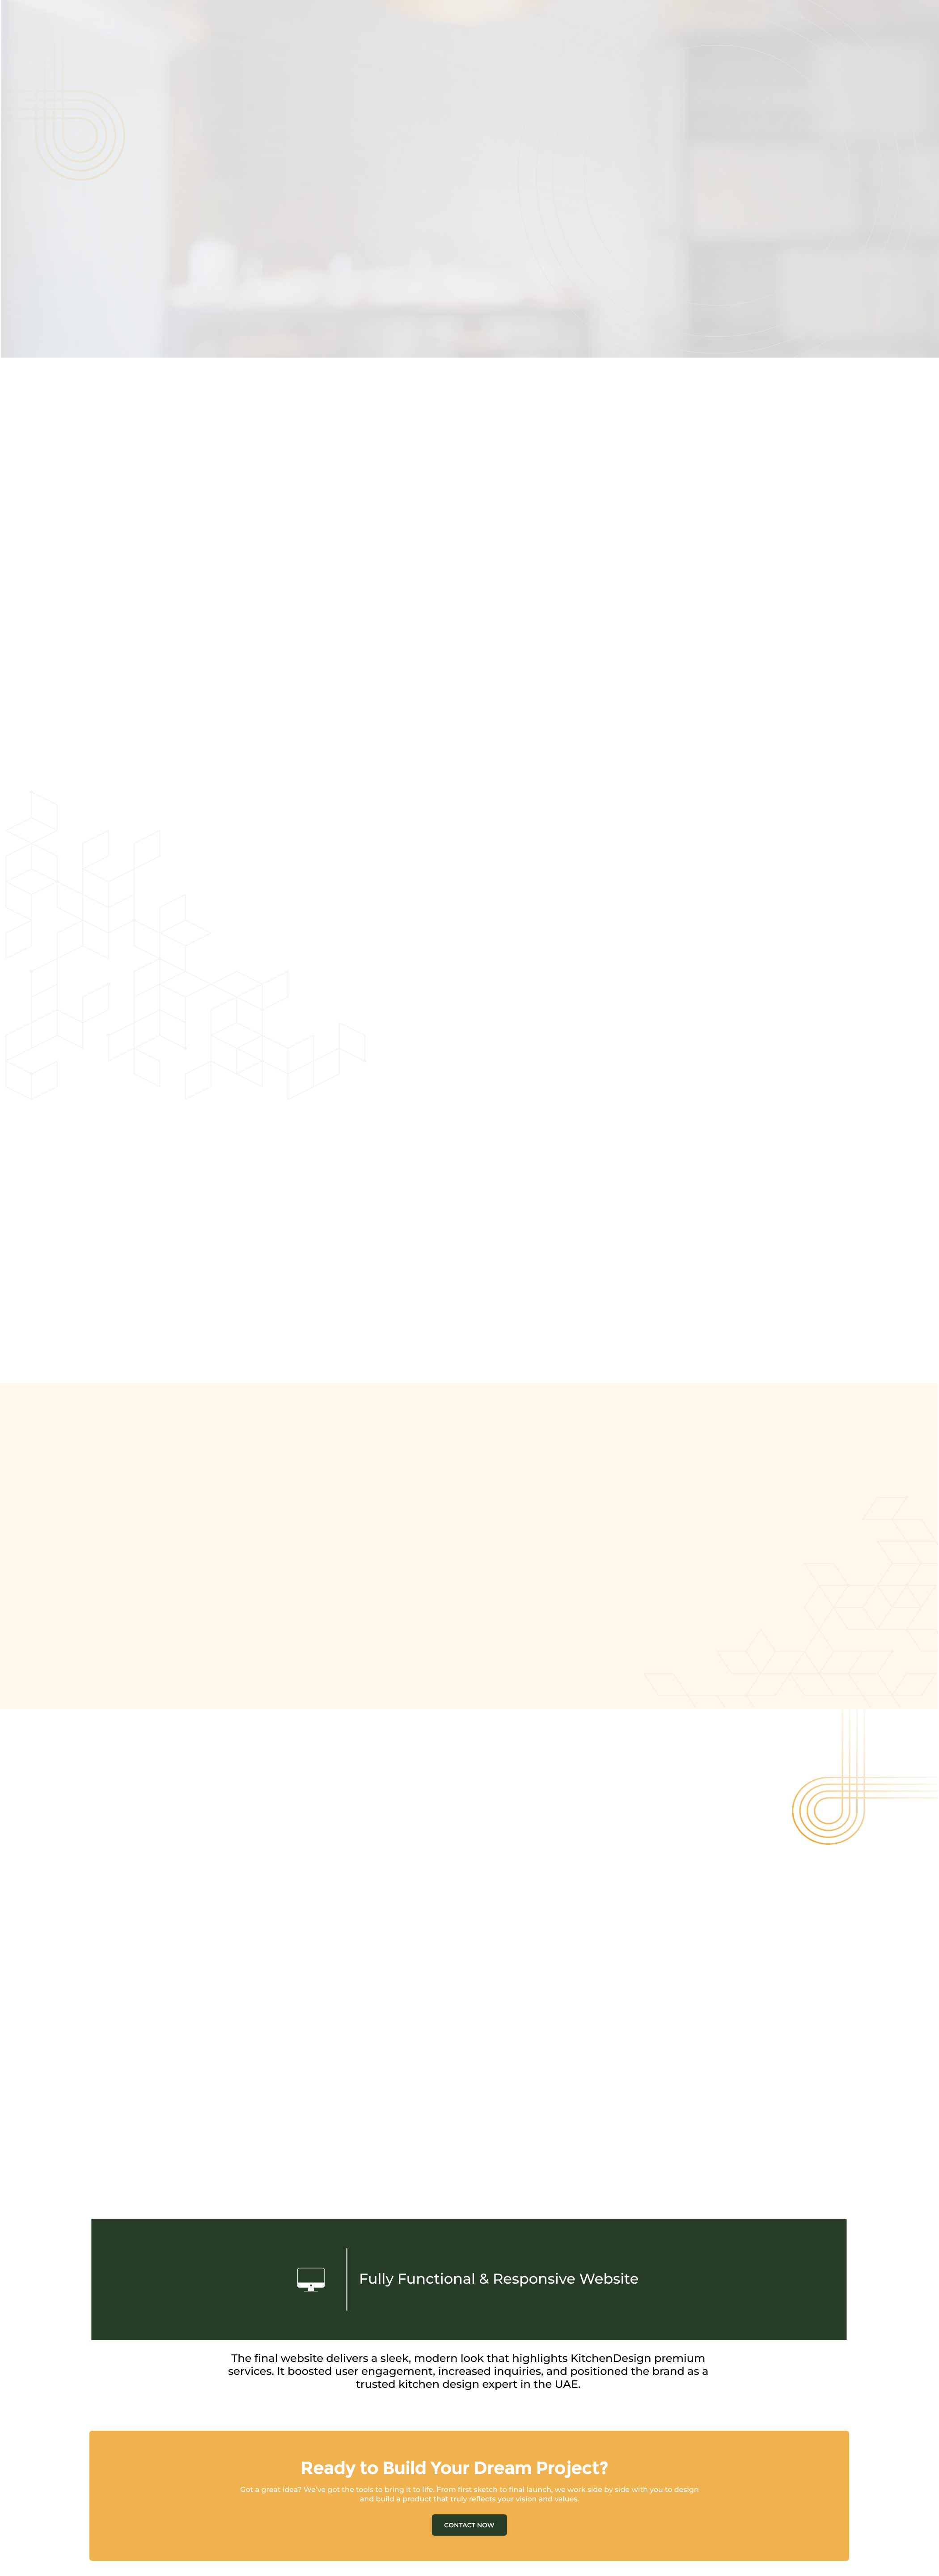 Fully Functional & Responsive Website
The final website delivers a sleek, modern look that highlights KitchenDesign premium
services. It boosted user engagement, increased inquiries, and positioned the brand as a
trusted kitchen design expert in the UAE.
Ready to Build Your Dream Project?
Got a great idea? We've got the tools to bring it to life. From first sketch to final launch, we work side by side with you to design
and build a product that truly reflects your vision and values.
CONTACT NOW